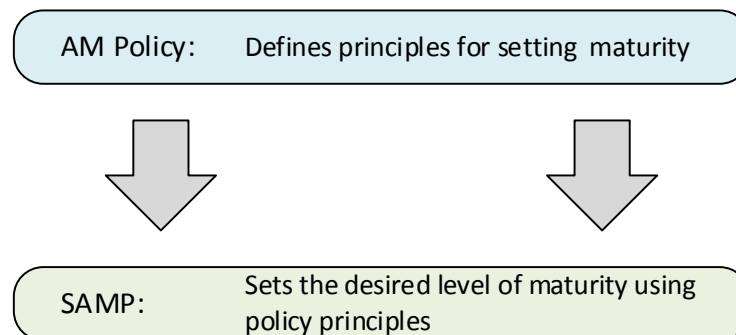 AM Policy: Defines principles for setting maturity
SAMP: Sets the desired level of maturity using
policy principles